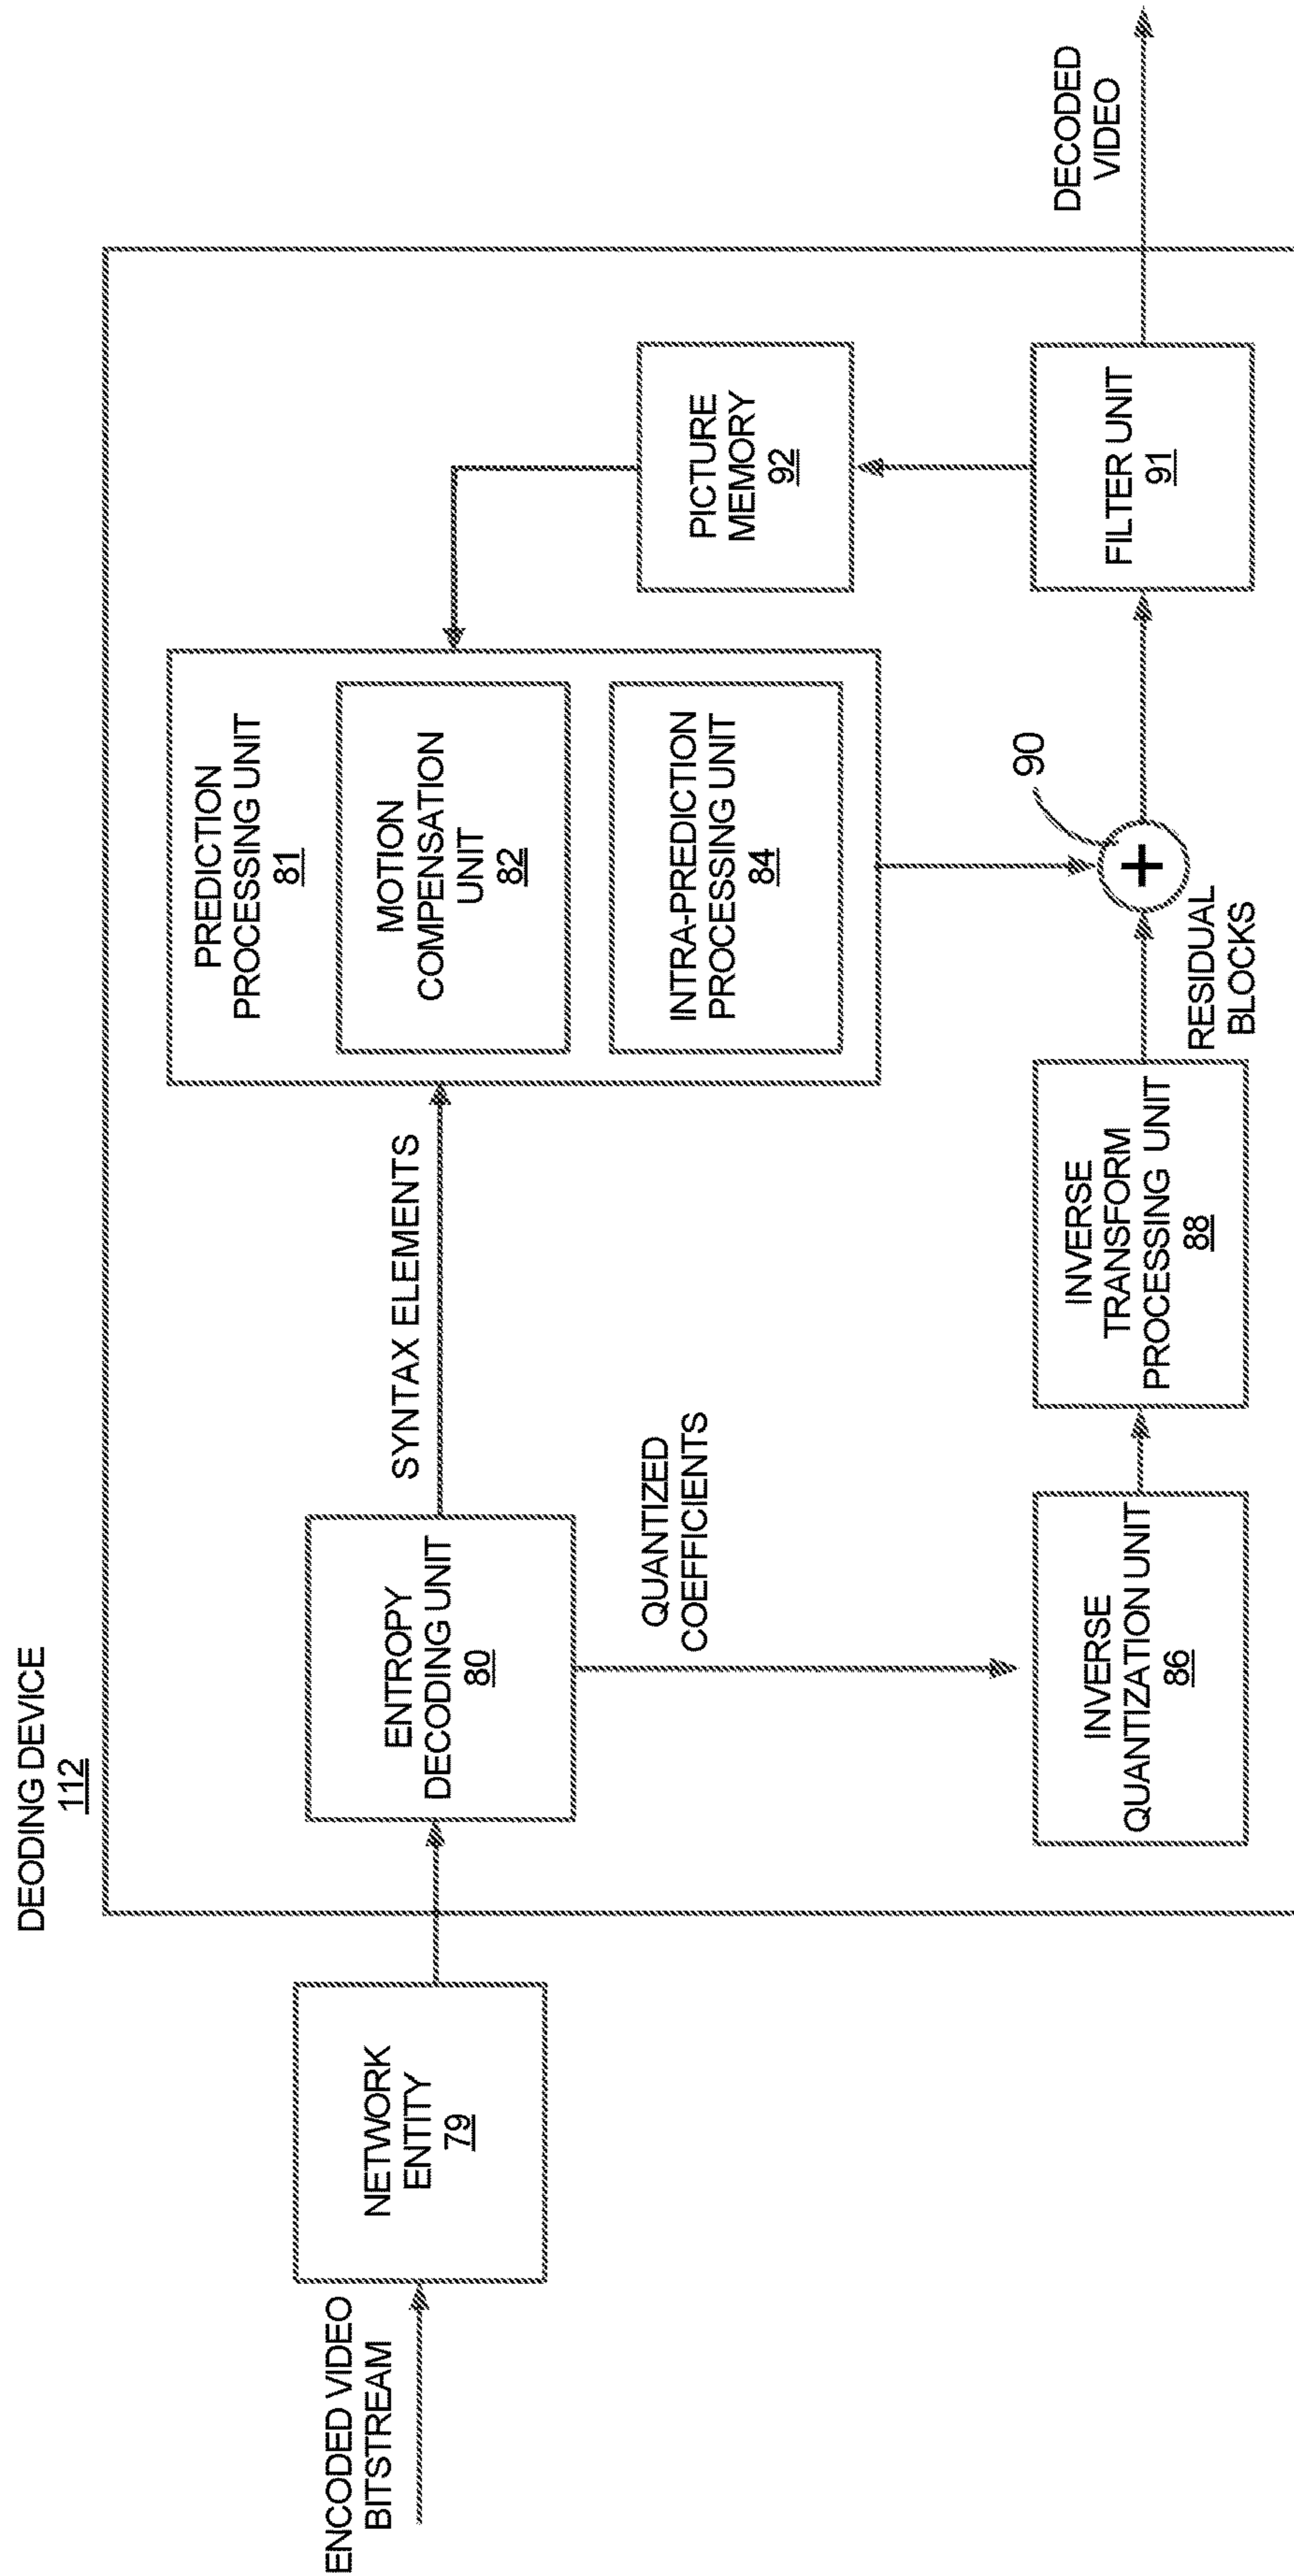 DEODING DEVICE
112
ENCODED VIDEO
BITSTREAM
NETWORK
ENTITY
79
ENTROPY
DECODING UNIT
80
SYNTAX ELEMENTS
QUANTIZED
COEFFICIENTS
PREDICTION
PROCESSING UNIT
81
MOTION
COMPENSATION
UNIT
82
INTRA-PREDICTION
PROCESSING UNIT
84
PICTURE
MEMORY
92
INVERSE
QUANTIZATION UNIT
86
INVERSE
TRANSFORM
PROCESSING UNIT
88
RESIDUAL
BLOCKS
90
+
FILTER UNIT
91
DECODED
VIDEO